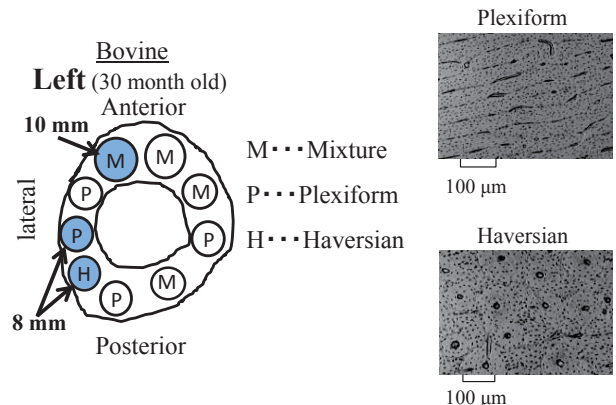 Bovine
Left (30 month old)
Anterior
10 mm
M
M
M
P
P
P
H
M
P
lateral
8 mm
Posterior
M・・・Mixture
P・・・Plexiform
H・・・Haversian
Plexiform
100 μm
Haversian
100 μm